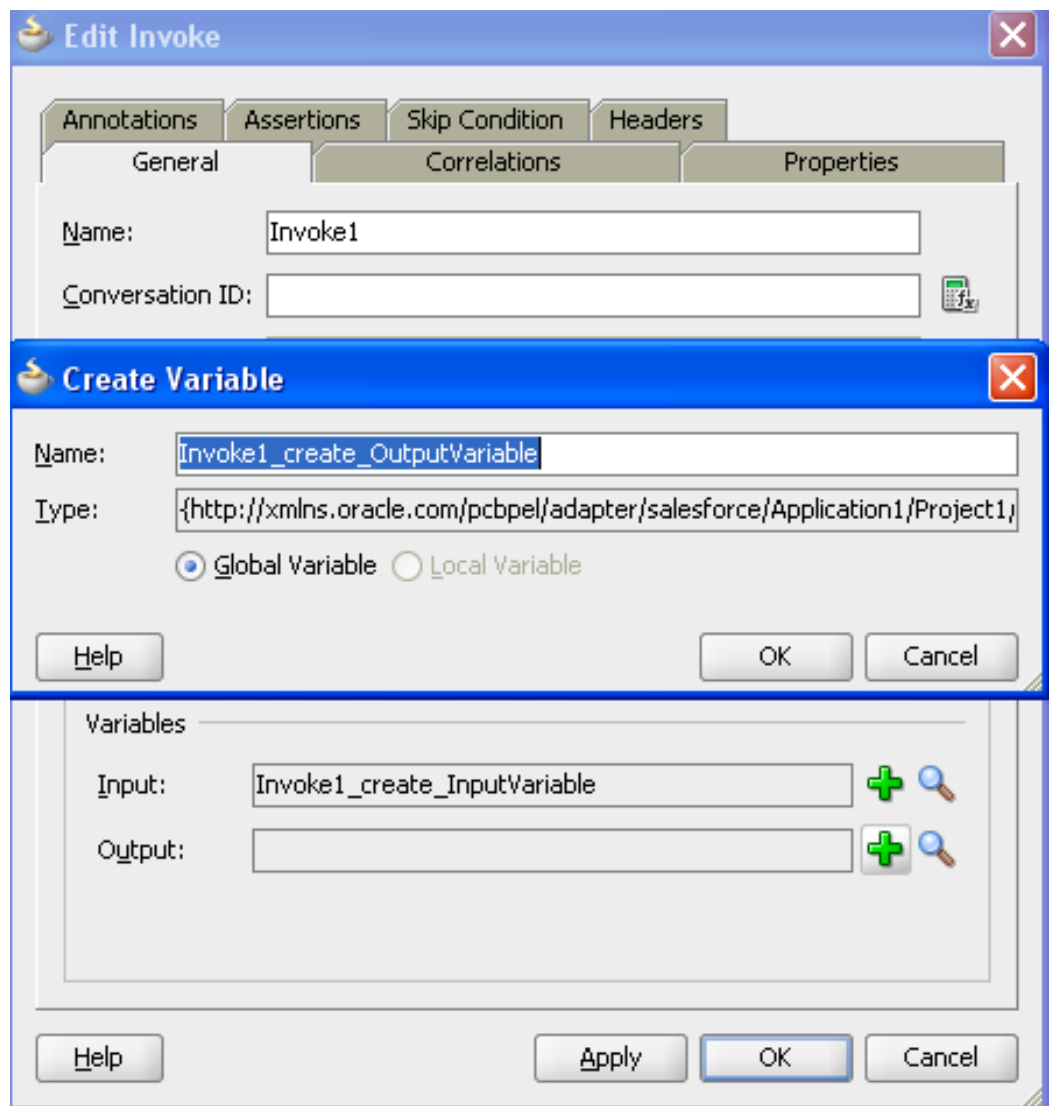 Edit Invoke
Annotations Assertions Skip Condition Headers
General Correlations Properties
Name: Invoke1
Conversation ID:
Create Variable
Name: Invoke1_create_OutputVariable
Type: {http://xmlns.oracle.com/pcbpel/adapter/salesforce/Application1/Project1/
Global Variable Local Variable
Help OK Cancel
Variables
Input: Invoke1_create_InputVariable
Output:
Help Apply OK Cancel